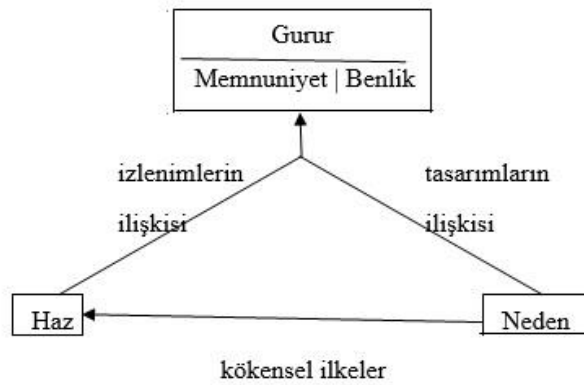 Gurur
Memnuniyet | Benlik
izlenimlerin
ilişkisi
tasarımların
ilişkisi
Haz
Neden
kökensel ilkeler